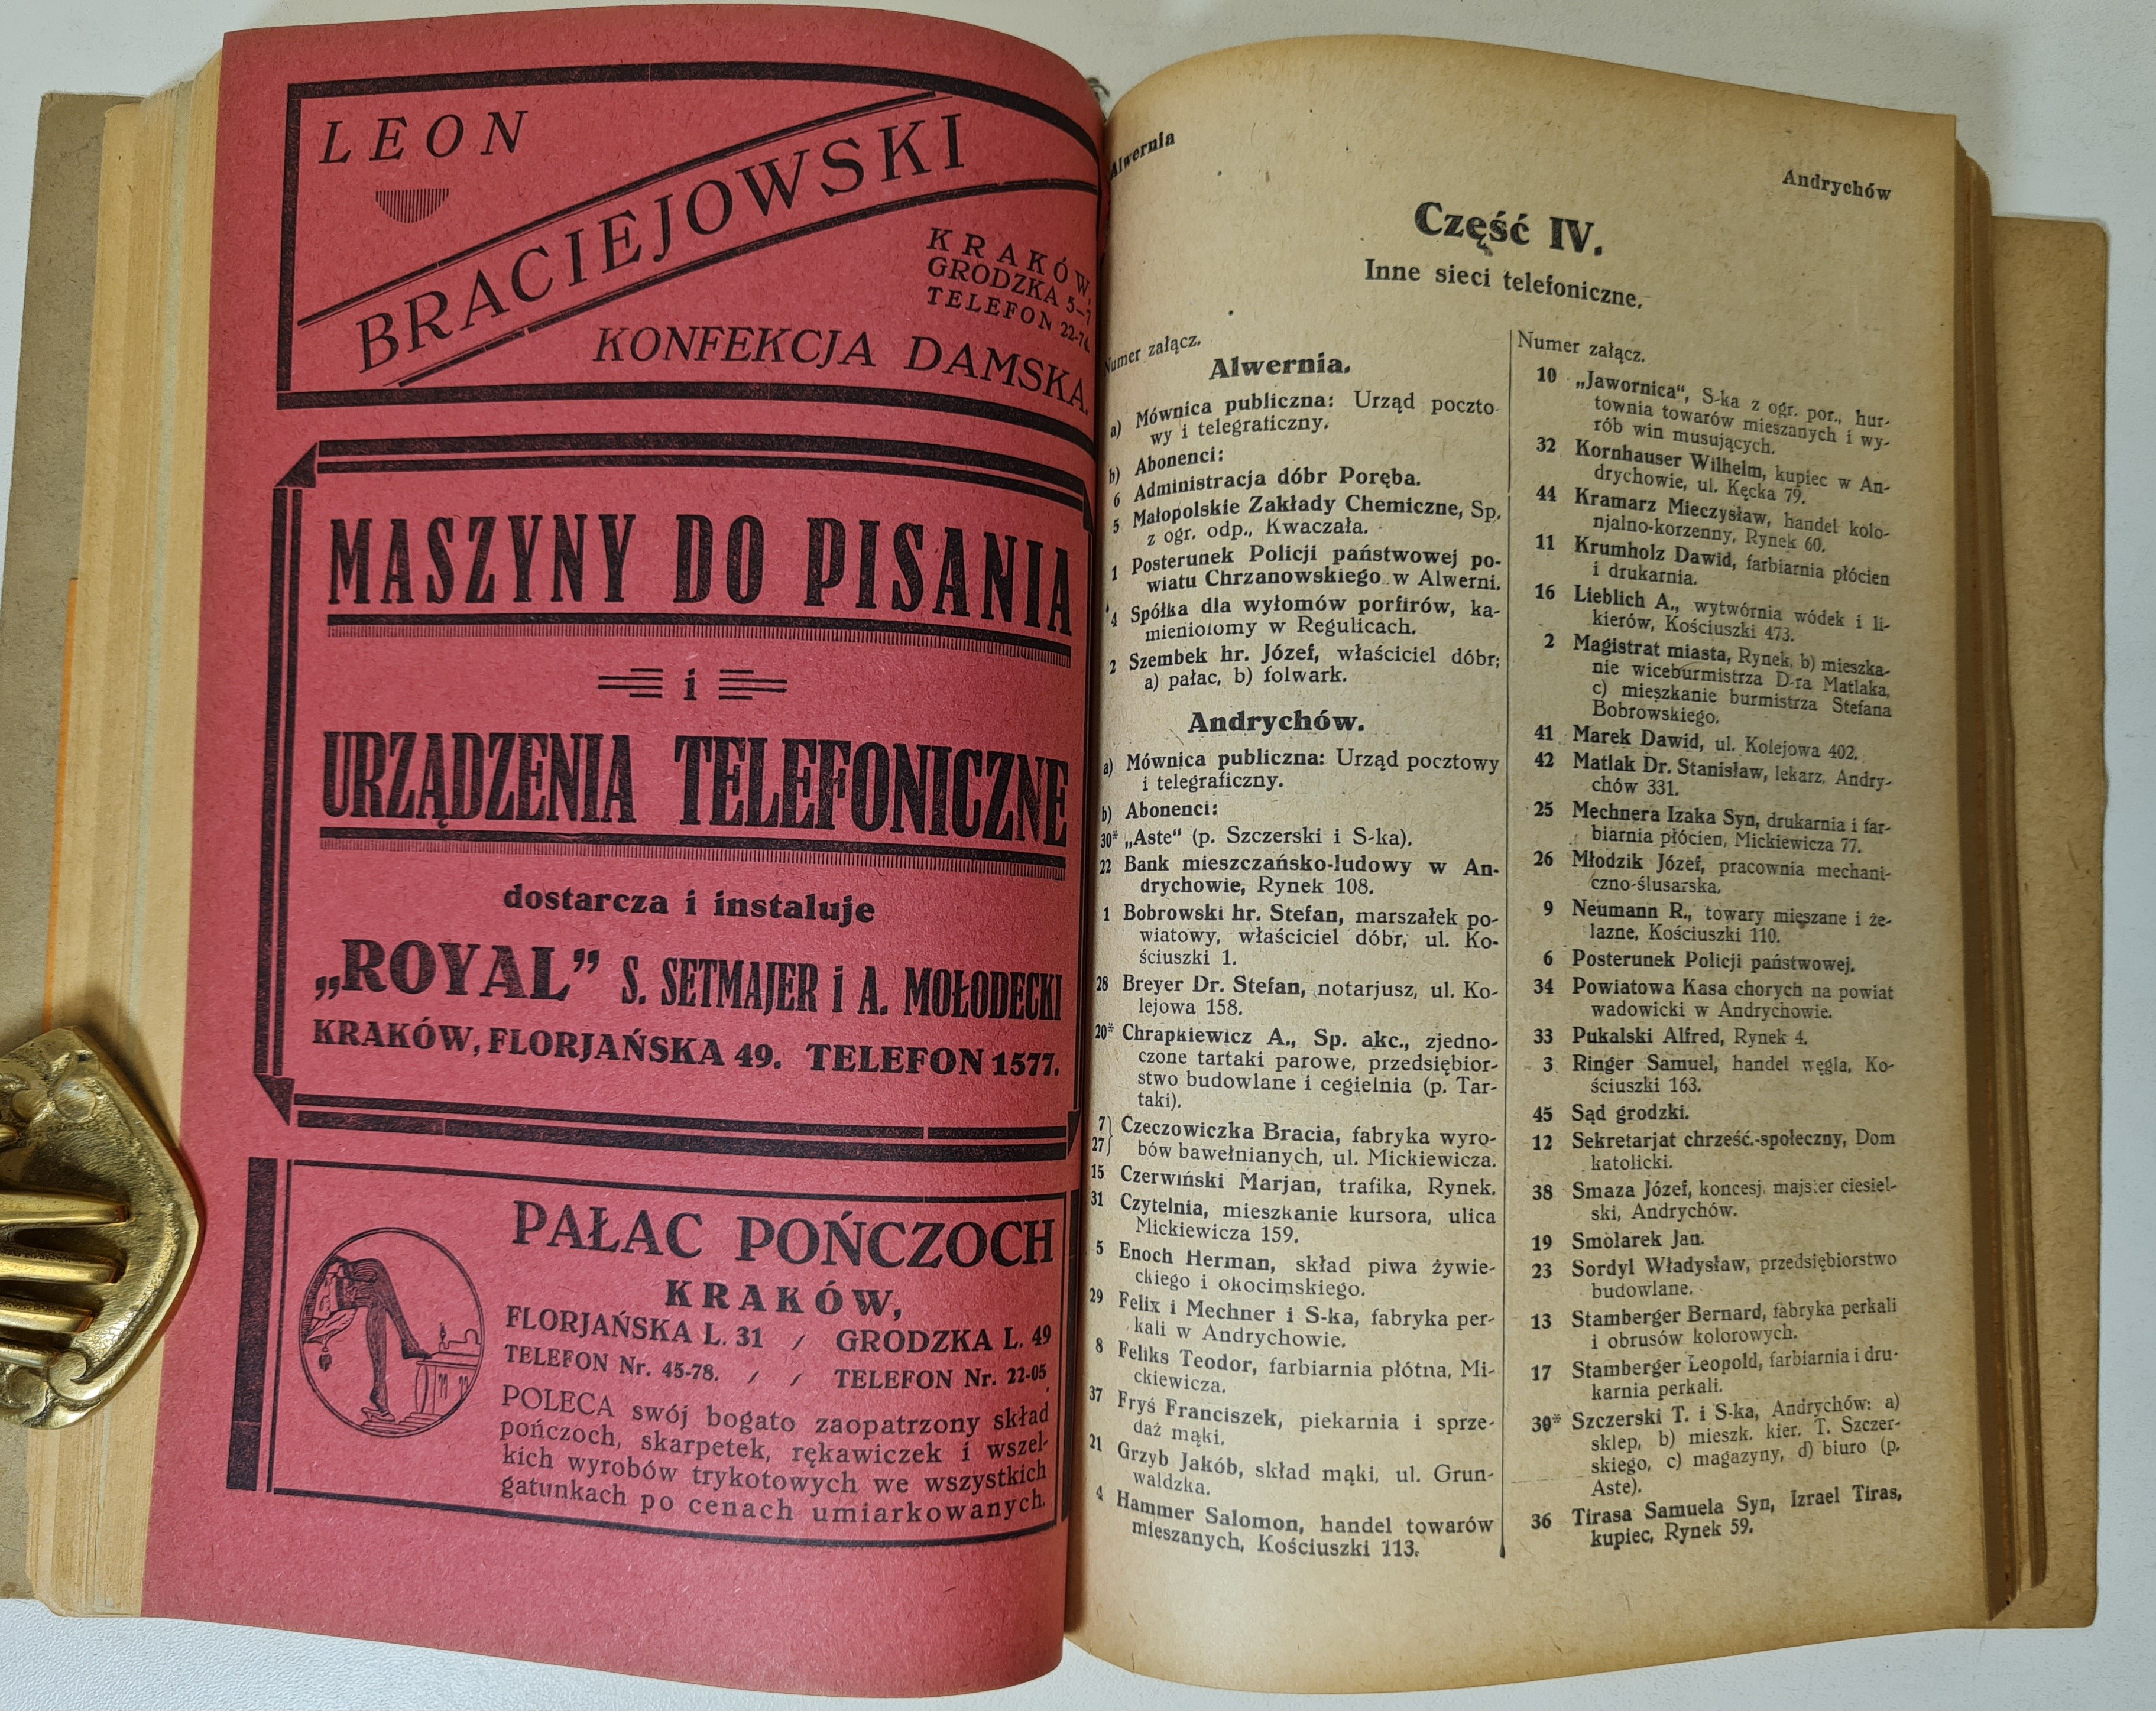 LEON
BRACIEJOWSKI
KRAKÓW,
GRODZKA 5-7
TELEFON 22-74.
KONFEKCJA DAMSKA.
MASZYNY DO PISANIA
i
URZĄDZENIA TELEFONICZNE
dostarcza i instaluje
„ROYAL” S. SETMAJER i A. MOŁODECKI
KRAKÓW, FLORJAŃSKA 49. TELEFON 1577.
PAŁAC POŃCZOCH
KRAKÓW,
FLORJAŃSKA L. 31 / GRODZKA L. 49
TELEFON Nr. 45-78. / / TELEFON Nr. 22-05
POLECA swój bogato zaopatrzony skład
pończoch, skarpetek, rękawiczek i wszel-
kich wyrobów trykotowych we wszystkich
gatunkach po cenach umiarkowanych.
Alwernia
Andrychów
Część IV.
Inne sieci telefoniczne.
Numer załącz.
Alwernia.
a) Mównica publiczna: Urząd poczto-
wy i telegraficzny.
b) Abonenci:
6 Administracja dóbr Poręba.
5 Małopolskie Zakłady Chemiczne, Sp.
z ogr. odp., Kwaczała.
1 Posterunek Policji państwowej po-
wiatu Chrzanowskiego w Alwerni.
4 Spółka dla wyłomów porfirów, ka-
mieniołomy w Regulicach.
2 Szembek hr. Józef, właściciel dóbr;
a) pałac, b) folwark.
Andrychów.
a) Mównica publiczna: Urząd pocztowy
i telegraficzny.
b) Abonenci:
30* „Aste“ (p. Szczerski i S-ka).
22 Bank mieszczańsko-ludowy w An-
drychowie, Rynek 108.
1 Bobrowski hr. Stefan, marszałek po-
wiatowy, właściciel dóbr, ul. Ko-
ściuszki 1.
28 Breyer Dr. Stefan, notarjusz, ul. Ko-
lejowa 158.
20* Chrapkiewicz A., Sp. akc., zjedno-
czone tartaki parowe, przedsiębior-
stwo budowlane i cegielnia (p. Tar-
taki).
7} Czeczowiczka Bracia, fabryka wyro-
27} bów bawełnianych, ul. Mickiewicza.
15 Czerwiński Marjan, trafika, Rynek.
31 Czytelnia, mieszkanie kursora, ulica
Mickiewicza 159.
5 Enoch Herman, skład piwa żywie-
ckiego i okocimskiego.
29 Felix i Mechner i S-ka, fabryka per-
kali w Andrychowie.
8 Feliks Teodor, farbiarnia płótna, Mi-
ckiewicza.
37 Fryś Franciszek, piekarnia i sprze-
daż mąki.
21 Grzyb Jakób, skład mąki, ul. Grun-
waldzka.
4 Hammer Salomon, handel towarów
mieszanych, Kościuszki 113.
Numer załącz.
10 „Jawornica“, S-ka z ogr. por., hur-
townia towarów mieszanych i wy-
rób win musujących.
32 Kornhauser Wilhelm, kupiec w An-
drychowie, ul. Kęcka 79.
44 Kramarz Mieczysław, handel kolo-
njalno-korzenny, Rynek 60.
11 Krumholz Dawid, farbiarnia płócien
i drukarnia.
16 Lieblich A., wytwórnia wódek i li-
kierów, Kościuszki 473.
2 Magistrat miasta, Rynek, b) mieszka-
nie wiceburmistrza D-ra Matlaka,
c) mieszkanie burmistrza Stefana
Bobrowskiego.
41 Marek Dawid, ul. Kolejowa 402.
42 Matlak Dr. Stanisław, lekarz, Andry-
chów 331.
25 Mechnera Izaka Syn, drukarnia i far-
biarnia płócien, Mickiewicza 77.
26 Młodzik Józef, pracownia mechani-
czno-ślusarska.
9 Neumann R., towary mięszane i że-
lazne, Kościuszki 110.
6 Posterunek Policji państwowej.
34 Powiatowa Kasa chorych na powiat
wadowicki w Andrychowie.
33 Pukalski Alfred, Rynek 4.
3 Ringer Samuel, handel węgla, Ko-
ściuszki 163.
45 Sąd grodzki.
12 Sekretarjat chrześć.-społeczny, Dom
katolicki.
38 Smaza Józef, koncesj. majster ciesiel-
ski, Andrychów.
19 Smolarek Jan.
23 Sordyl Władysław, przedsiębiorstwo
budowlane.
13 Stamberger Bernard, fabryka perkali
i obrusów kolorowych.
17 Stamberger Leopold, farbiarnia i dru-
karnia perkali.
30* Szczerski T. i S-ka, Andrychów: a)
sklep, b) mieszk. kier. T. Szczer-
skiego, c) magazyny, d) biuro (p.
Aste).
36 Tirasa Samuela Syn, Izrael Tiras,
kupiec, Rynek 59.